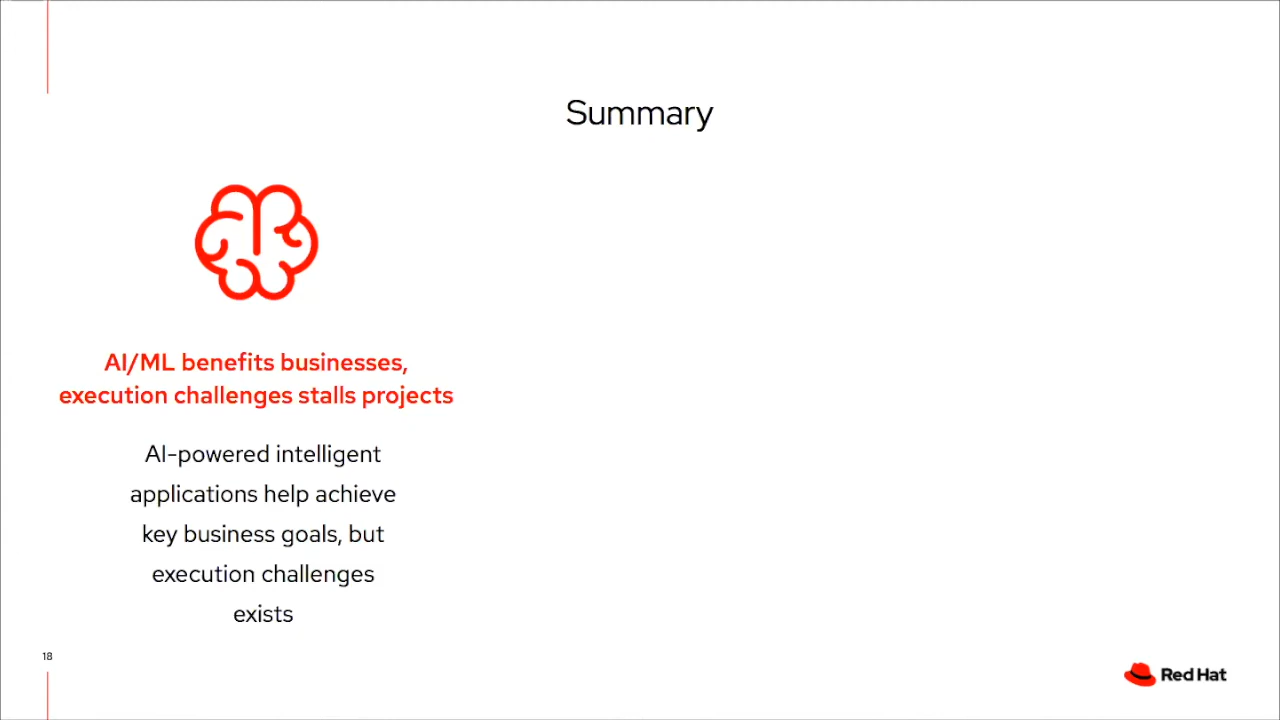 Summary
AI/ML benefits businesses,
execution challenges stalls projects
AI-powered intelligent
applications help achieve
key business goals, but
execution challenges
exists
18
Red Hat